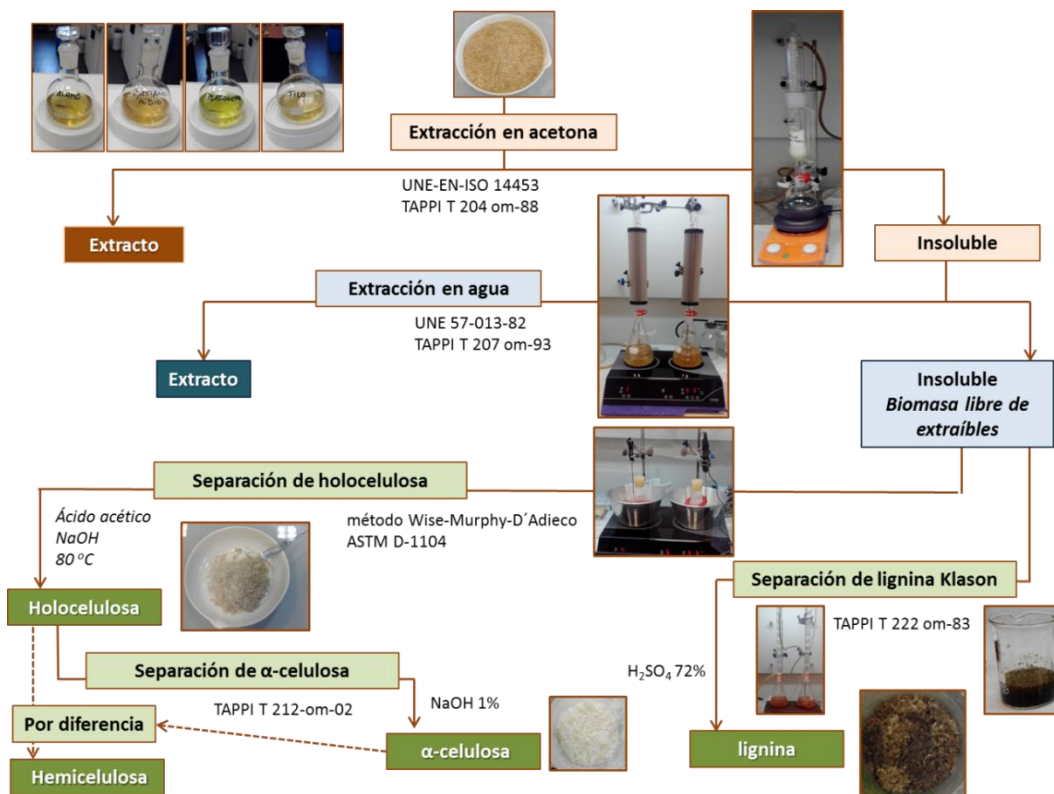 ALAMO
TILO
Extracción en acetona
UNE-EN-ISO 14453
TAPPI T 204 om-88
Extracto
Insoluble
Extracción en agua
UNE 57-013-82
TAPPI T 207 om-93
Extracto
Insoluble
Biomasa libre de
extraíbles
Separación de holocelulosa
Ácido acético
NaOH
80 ºC
método Wise-Murphy-D´Adieco
ASTM D-1104
Separación de lignina Klason
Holocelulosa
TAPPI T 222 om-83
Separación de α-celulosa
H₂SO₄ 72%
TAPPI T 212-om-02
NaOH 1%
Por diferencia
α-celulosa
lignina
Hemicelulosa